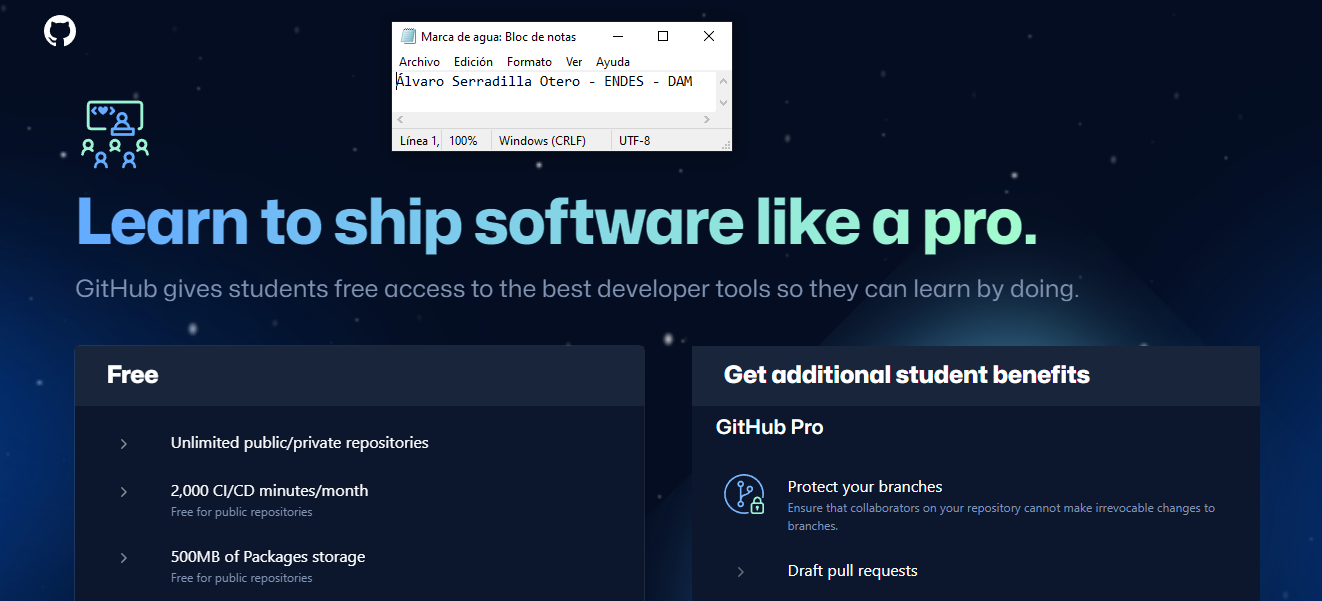 Marca de agua: Bloc de notas
Archivo Edición Formato Ver Ayuda
Álvaro Serradilla Otero - ENDES - DAM
Línea 1, 100% Windows (CRLF) UTF-8
Learn to ship software like a pro.
GitHub gives students free access to the best developer tools so they can learn by doing.
Free
Unlimited public/private repositories
2,000 CI/CD minutes/month
Free for public repositories
500MB of Packages storage
Free for public repositories
Get additional student benefits
GitHub Pro
Protect your branches
Ensure that collaborators on your repository cannot make irrevocable changes to
branches.
Draft pull requests